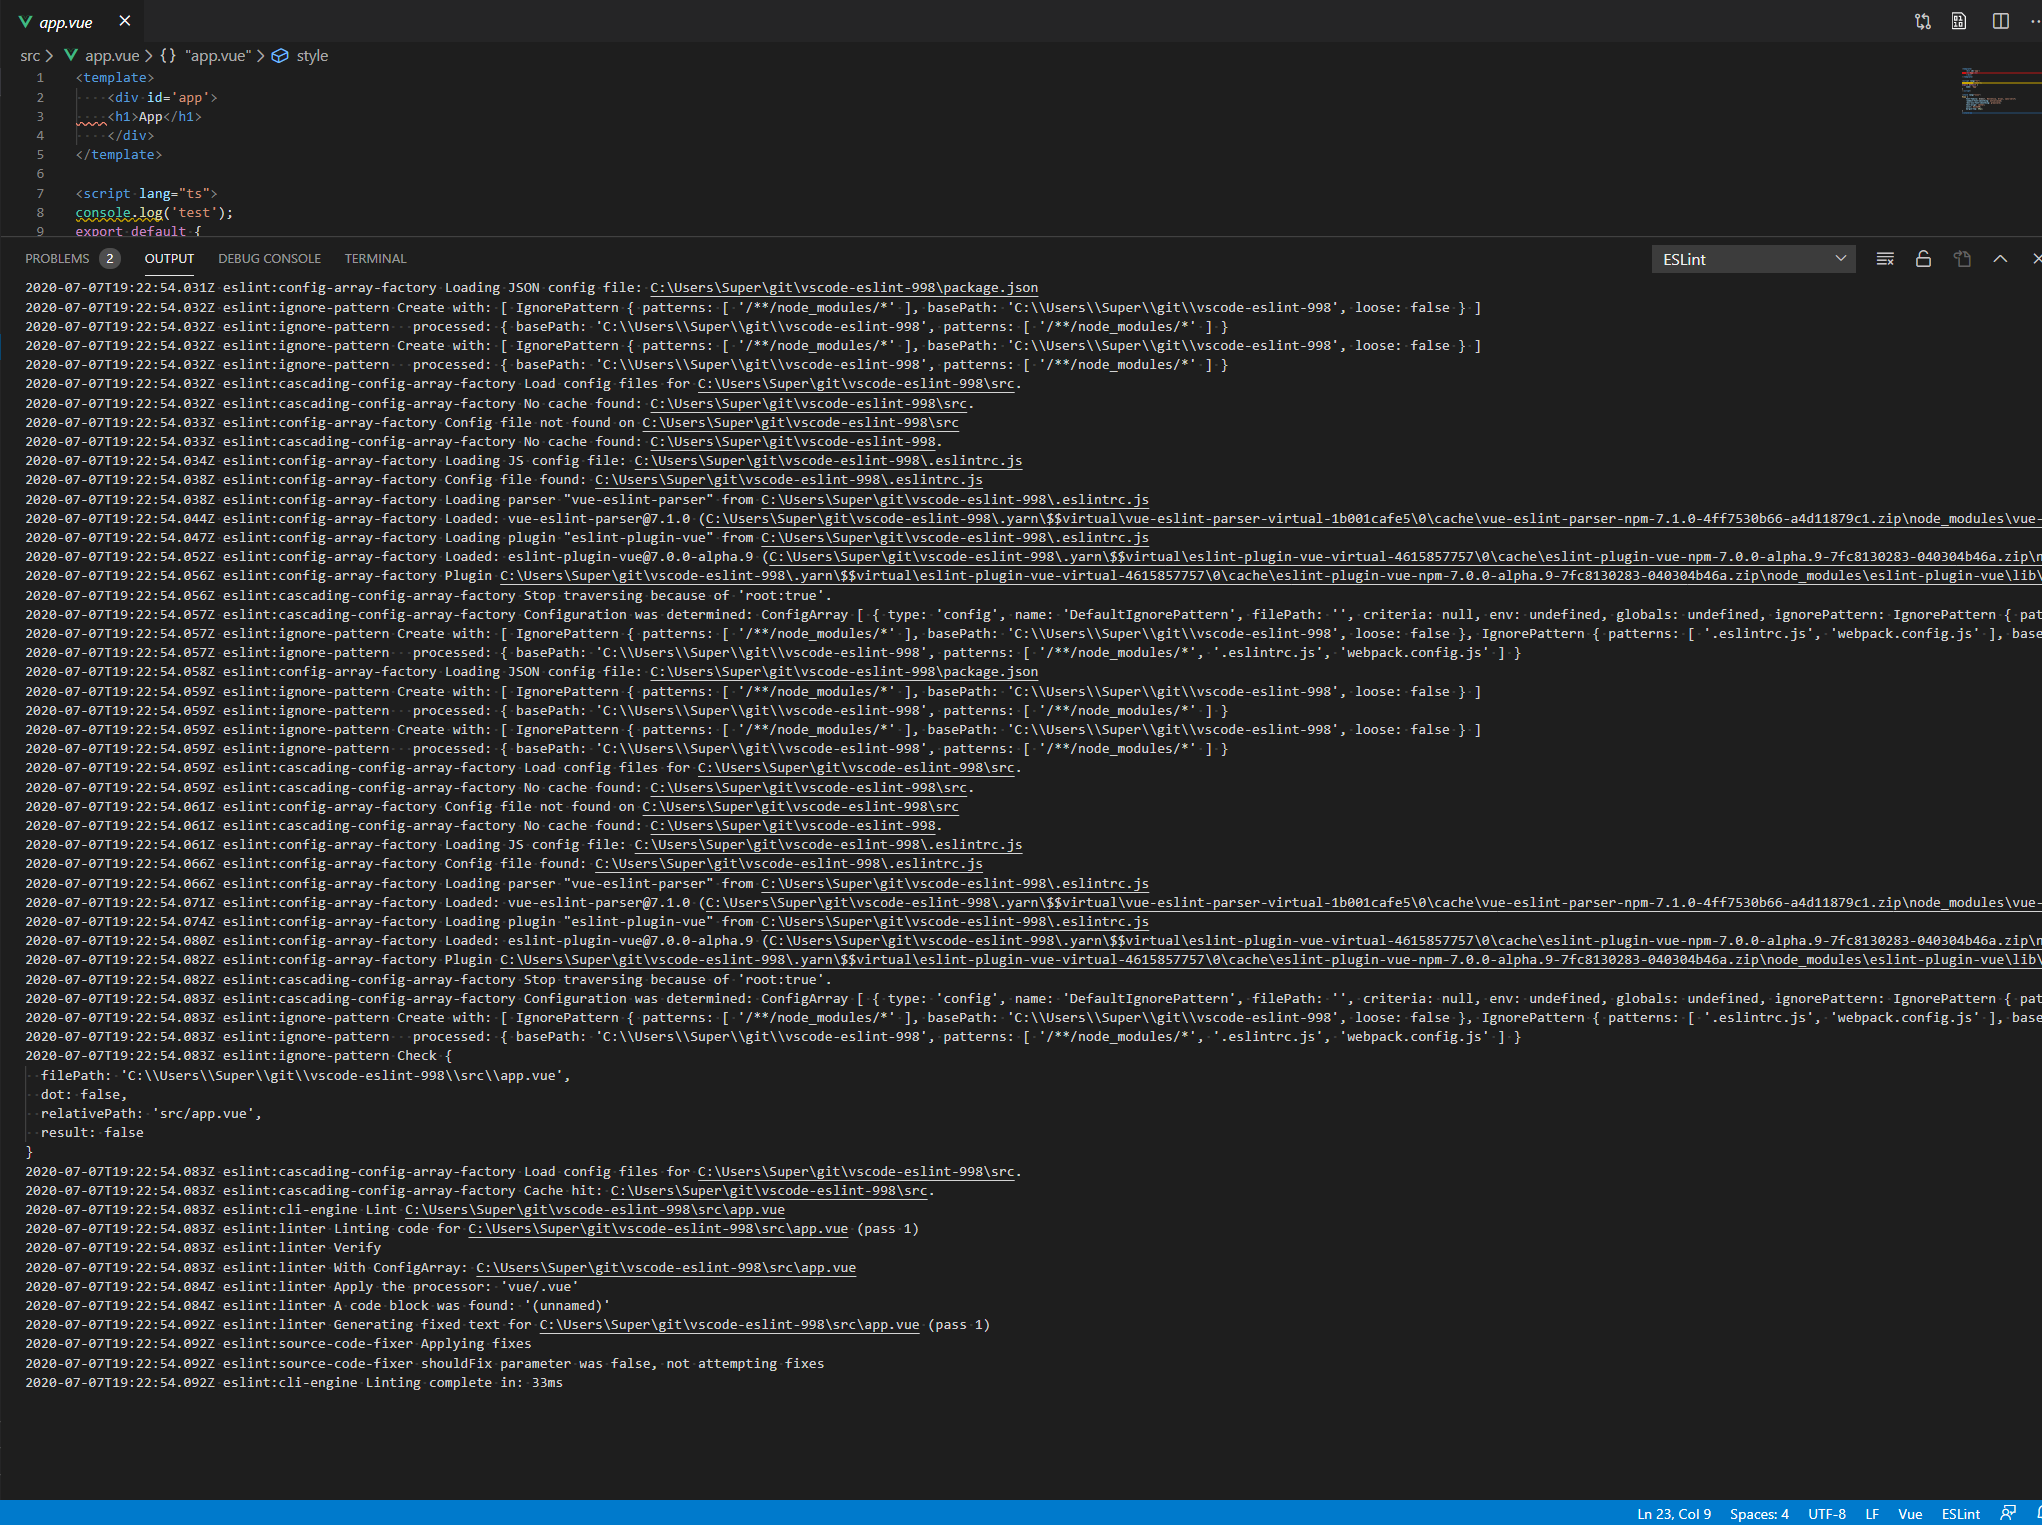 app.vue
src > app.vue > {} "app.vue" > style
1 <template>
2 <div id='app'>
3 <h1>App</h1>
4 </div>
5 </template>
6
7 <script lang="ts">
8 console.log('test');
9 export default {
PROBLEMS 2 OUTPUT DEBUG CONSOLE TERMINAL ESLint
2020-07-07T19:22:54.031Z eslint:config-array-factory Loading JSON config file: C:\Users\Super\git\vscode-eslint-998\package.json
2020-07-07T19:22:54.032Z eslint:ignore-pattern Create with: [ IgnorePattern { patterns: [ '/**/node_modules/*' ], basePath: 'C:\\Users\\Super\\git\\vscode-eslint-998', loose: false } ]
2020-07-07T19:22:54.032Z eslint:ignore-pattern   processed: { basePath: 'C:\\Users\\Super\\git\\vscode-eslint-998', patterns: [ '/**/node_modules/*' ] }
2020-07-07T19:22:54.032Z eslint:ignore-pattern Create with: [ IgnorePattern { patterns: [ '/**/node_modules/*' ], basePath: 'C:\\Users\\Super\\git\\vscode-eslint-998', loose: false } ]
2020-07-07T19:22:54.032Z eslint:ignore-pattern   processed: { basePath: 'C:\\Users\\Super\\git\\vscode-eslint-998', patterns: [ '/**/node_modules/*' ] }
2020-07-07T19:22:54.032Z eslint:cascading-config-array-factory Load config files for C:\Users\Super\git\vscode-eslint-998\src.
2020-07-07T19:22:54.032Z eslint:cascading-config-array-factory No cache found: C:\Users\Super\git\vscode-eslint-998\src.
2020-07-07T19:22:54.033Z eslint:config-array-factory Config file not found on C:\Users\Super\git\vscode-eslint-998\src
2020-07-07T19:22:54.033Z eslint:cascading-config-array-factory No cache found: C:\Users\Super\git\vscode-eslint-998.
2020-07-07T19:22:54.034Z eslint:config-array-factory Loading JS config file: C:\Users\Super\git\vscode-eslint-998\.eslintrc.js
2020-07-07T19:22:54.038Z eslint:config-array-factory Config file found: C:\Users\Super\git\vscode-eslint-998\.eslintrc.js
2020-07-07T19:22:54.038Z eslint:config-array-factory Loading parser "vue-eslint-parser" from C:\Users\Super\git\vscode-eslint-998\.eslintrc.js
2020-07-07T19:22:54.044Z eslint:config-array-factory Loaded: vue-eslint-parser@7.1.0 (C:\Users\Super\git\vscode-eslint-998\.yarn\$$virtual\vue-eslint-parser-virtual-1b001cafe5\0\cache\vue-eslint-parser-npm-7.1.0-4ff7530b66-a4d11879c1.zip\node_modules\vue-
2020-07-07T19:22:54.047Z eslint:config-array-factory Loading plugin "eslint-plugin-vue" from C:\Users\Super\git\vscode-eslint-998\.eslintrc.js
2020-07-07T19:22:54.052Z eslint:config-array-factory Loaded: eslint-plugin-vue@7.0.0-alpha.9 (C:\Users\Super\git\vscode-eslint-998\.yarn\$$virtual\eslint-plugin-vue-virtual-4615857757\0\cache\eslint-plugin-vue-npm-7.0.0-alpha.9-7fc8130283-040304b46a.zip\n
2020-07-07T19:22:54.056Z eslint:config-array-factory Plugin C:\Users\Super\git\vscode-eslint-998\.yarn\$$virtual\eslint-plugin-vue-virtual-4615857757\0\cache\eslint-plugin-vue-npm-7.0.0-alpha.9-7fc8130283-040304b46a.zip\node_modules\eslint-plugin-vue\lib\
2020-07-07T19:22:54.056Z eslint:cascading-config-array-factory Stop traversing because of 'root:true'.
2020-07-07T19:22:54.057Z eslint:cascading-config-array-factory Configuration was determined: ConfigArray [ { type: 'config', name: 'DefaultIgnorePattern', filePath: '', criteria: null, env: undefined, globals: undefined, ignorePattern: IgnorePattern { pat
2020-07-07T19:22:54.057Z eslint:ignore-pattern Create with: [ IgnorePattern { patterns: [ '/**/node_modules/*' ], basePath: 'C:\\Users\\Super\\git\\vscode-eslint-998', loose: false }, IgnorePattern { patterns: [ '.eslintrc.js', 'webpack.config.js' ], base
2020-07-07T19:22:54.057Z eslint:ignore-pattern   processed: { basePath: 'C:\\Users\\Super\\git\\vscode-eslint-998', patterns: [ '/**/node_modules/*', '.eslintrc.js', 'webpack.config.js' ] }
2020-07-07T19:22:54.058Z eslint:config-array-factory Loading JSON config file: C:\Users\Super\git\vscode-eslint-998\package.json
2020-07-07T19:22:54.059Z eslint:ignore-pattern Create with: [ IgnorePattern { patterns: [ '/**/node_modules/*' ], basePath: 'C:\\Users\\Super\\git\\vscode-eslint-998', loose: false } ]
2020-07-07T19:22:54.059Z eslint:ignore-pattern   processed: { basePath: 'C:\\Users\\Super\\git\\vscode-eslint-998', patterns: [ '/**/node_modules/*' ] }
2020-07-07T19:22:54.059Z eslint:ignore-pattern Create with: [ IgnorePattern { patterns: [ '/**/node_modules/*' ], basePath: 'C:\\Users\\Super\\git\\vscode-eslint-998', loose: false } ]
2020-07-07T19:22:54.059Z eslint:ignore-pattern   processed: { basePath: 'C:\\Users\\Super\\git\\vscode-eslint-998', patterns: [ '/**/node_modules/*' ] }
2020-07-07T19:22:54.059Z eslint:cascading-config-array-factory Load config files for C:\Users\Super\git\vscode-eslint-998\src.
2020-07-07T19:22:54.059Z eslint:cascading-config-array-factory No cache found: C:\Users\Super\git\vscode-eslint-998\src.
2020-07-07T19:22:54.061Z eslint:config-array-factory Config file not found on C:\Users\Super\git\vscode-eslint-998\src
2020-07-07T19:22:54.061Z eslint:cascading-config-array-factory No cache found: C:\Users\Super\git\vscode-eslint-998.
2020-07-07T19:22:54.061Z eslint:config-array-factory Loading JS config file: C:\Users\Super\git\vscode-eslint-998\.eslintrc.js
2020-07-07T19:22:54.066Z eslint:config-array-factory Config file found: C:\Users\Super\git\vscode-eslint-998\.eslintrc.js
2020-07-07T19:22:54.066Z eslint:config-array-factory Loading parser "vue-eslint-parser" from C:\Users\Super\git\vscode-eslint-998\.eslintrc.js
2020-07-07T19:22:54.071Z eslint:config-array-factory Loaded: vue-eslint-parser@7.1.0 (C:\Users\Super\git\vscode-eslint-998\.yarn\$$virtual\vue-eslint-parser-virtual-1b001cafe5\0\cache\vue-eslint-parser-npm-7.1.0-4ff7530b66-a4d11879c1.zip\node_modules\vue-
2020-07-07T19:22:54.074Z eslint:config-array-factory Loading plugin "eslint-plugin-vue" from C:\Users\Super\git\vscode-eslint-998\.eslintrc.js
2020-07-07T19:22:54.080Z eslint:config-array-factory Loaded: eslint-plugin-vue@7.0.0-alpha.9 (C:\Users\Super\git\vscode-eslint-998\.yarn\$$virtual\eslint-plugin-vue-virtual-4615857757\0\cache\eslint-plugin-vue-npm-7.0.0-alpha.9-7fc8130283-040304b46a.zip\n
2020-07-07T19:22:54.082Z eslint:config-array-factory Plugin C:\Users\Super\git\vscode-eslint-998\.yarn\$$virtual\eslint-plugin-vue-virtual-4615857757\0\cache\eslint-plugin-vue-npm-7.0.0-alpha.9-7fc8130283-040304b46a.zip\node_modules\eslint-plugin-vue\lib\
2020-07-07T19:22:54.082Z eslint:cascading-config-array-factory Stop traversing because of 'root:true'.
2020-07-07T19:22:54.083Z eslint:cascading-config-array-factory Configuration was determined: ConfigArray [ { type: 'config', name: 'DefaultIgnorePattern', filePath: '', criteria: null, env: undefined, globals: undefined, ignorePattern: IgnorePattern { pat
2020-07-07T19:22:54.083Z eslint:ignore-pattern Create with: [ IgnorePattern { patterns: [ '/**/node_modules/*' ], basePath: 'C:\\Users\\Super\\git\\vscode-eslint-998', loose: false }, IgnorePattern { patterns: [ '.eslintrc.js', 'webpack.config.js' ], base
2020-07-07T19:22:54.083Z eslint:ignore-pattern   processed: { basePath: 'C:\\Users\\Super\\git\\vscode-eslint-998', patterns: [ '/**/node_modules/*', '.eslintrc.js', 'webpack.config.js' ] }
2020-07-07T19:22:54.083Z eslint:ignore-pattern Check {
  filePath: 'C:\\Users\\Super\\git\\vscode-eslint-998\\src\\app.vue',
  dot: false,
  relativePath: 'src/app.vue',
  result: false
}
2020-07-07T19:22:54.083Z eslint:cascading-config-array-factory Load config files for C:\Users\Super\git\vscode-eslint-998\src.
2020-07-07T19:22:54.083Z eslint:cascading-config-array-factory Cache hit: C:\Users\Super\git\vscode-eslint-998\src.
2020-07-07T19:22:54.083Z eslint:cli-engine Lint C:\Users\Super\git\vscode-eslint-998\src\app.vue
2020-07-07T19:22:54.083Z eslint:linter Linting code for C:\Users\Super\git\vscode-eslint-998\src\app.vue (pass 1)
2020-07-07T19:22:54.083Z eslint:linter Verify
2020-07-07T19:22:54.083Z eslint:linter With ConfigArray: C:\Users\Super\git\vscode-eslint-998\src\app.vue
2020-07-07T19:22:54.084Z eslint:linter Apply the processor: 'vue/.vue'
2020-07-07T19:22:54.084Z eslint:linter A code block was found: '(unnamed)'
2020-07-07T19:22:54.092Z eslint:linter Generating fixed text for C:\Users\Super\git\vscode-eslint-998\src\app.vue (pass 1)
2020-07-07T19:22:54.092Z eslint:source-code-fixer Applying fixes
2020-07-07T19:22:54.092Z eslint:source-code-fixer shouldFix parameter was false, not attempting fixes
2020-07-07T19:22:54.092Z eslint:cli-engine Linting complete in: 33ms
Ln 23, Col 9 Spaces: 4 UTF-8 LF Vue ESLint